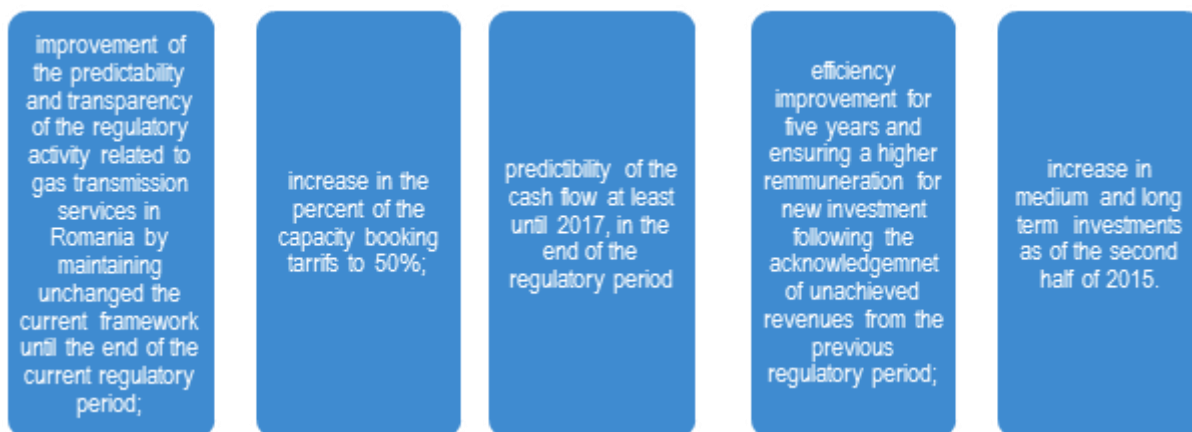 improvement of
the predictability
and transparency
of the regulatory
activity related to
gas transmission
services in
Romania by
maintaining
unchanged the
current framework
until the end of the
current regulatory
period;
increase in the
percent of the
capacity booking
tarrifs to 50%;
predictibility of the
cash flow at least
until 2017, in the
end of the
regulatory period
efficiency
improvement for
five years and
ensuring a higher
remmuneration for
new investment
following the
acknowledgemnet
of unachieved
revenues from the
previous
regulatory period;
increase in
medium and long
term investments
as of the second
half of 2015.